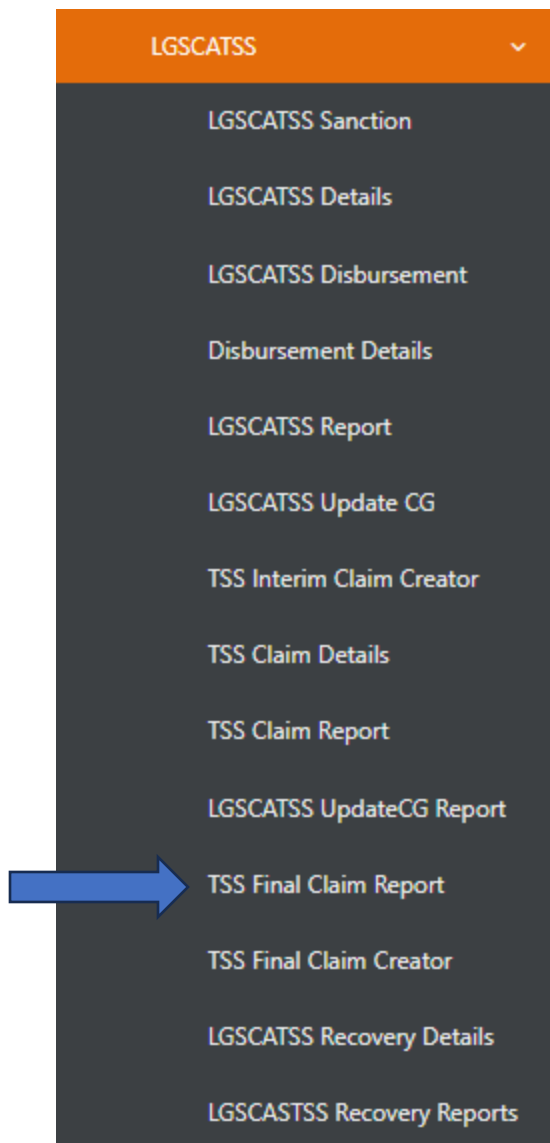 LGSCATSS
LGSCATSS Sanction
LGSCATSS Details
LGSCATSS Disbursement
Disbursement Details
LGSCATSS Report
LGSCATSS Update CG
TSS Interim Claim Creator
TSS Claim Details
TSS Claim Report
LGSCATSS UpdateCG Report
TSS Final Claim Report
TSS Final Claim Creator
LGSCATSS Recovery Details
LGSCASTSS Recovery Reports